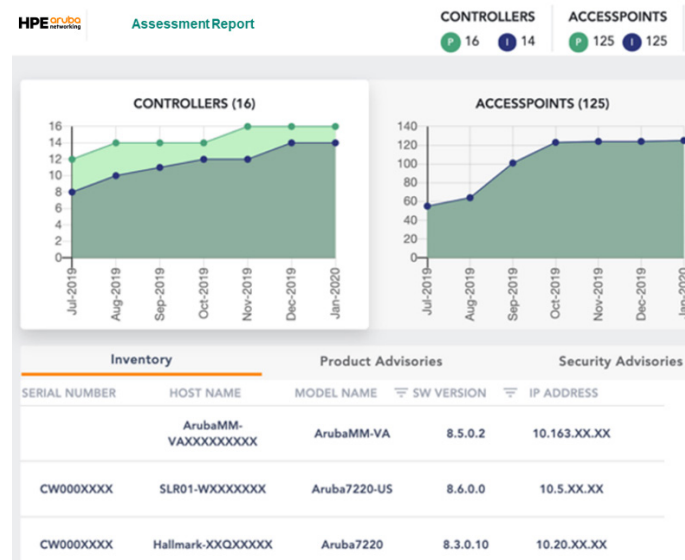 HPE aruba networking
Assessment Report
CONTROLLERS
P 16 I 14
ACCESSPOINTS
P 125 I 125
CONTROLLERS (16)
16
14
12
10
8
6
4
2
0
Jul-2019 Aug-2019 Sep-2019 Oct-2019 Nov-2019 Dec-2019 Jan-2020
ACCESSPOINTS (125)
140
120
100
80
60
40
20
0
Jul-2019 Aug-2019 Sep-2019 Oct-2019 Nov-2019 Dec-2019 Jan-2020
Inventory Product Advisories Security Advisories
SERIAL NUMBER HOST NAME MODEL NAME SW VERSION IP ADDRESS
ArubaMM-
VAXXXXXXXXX ArubaMM-VA 8.5.0.2 10.163.XX.XX
CW000XXXX SLR01-WXXXXXXX Aruba7220-US 8.6.0.0 10.5.XX.XX
CW000XXXX Hallmark-XXQXXXXX Aruba7220 8.3.0.10 10.20.XX.XX